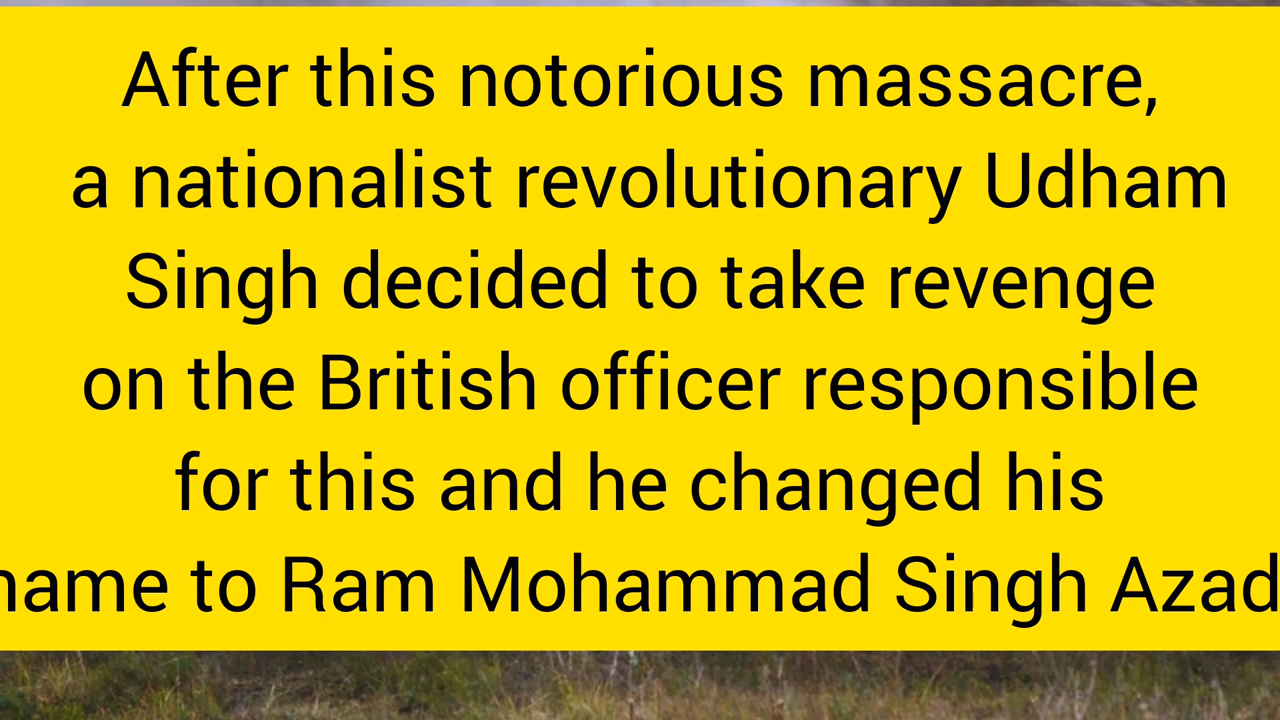 After this notorious massacre,
a nationalist revolutionary Udham
Singh decided to take revenge
on the British officer responsible
for this and he changed his
name to Ram Mohammad Singh Azad